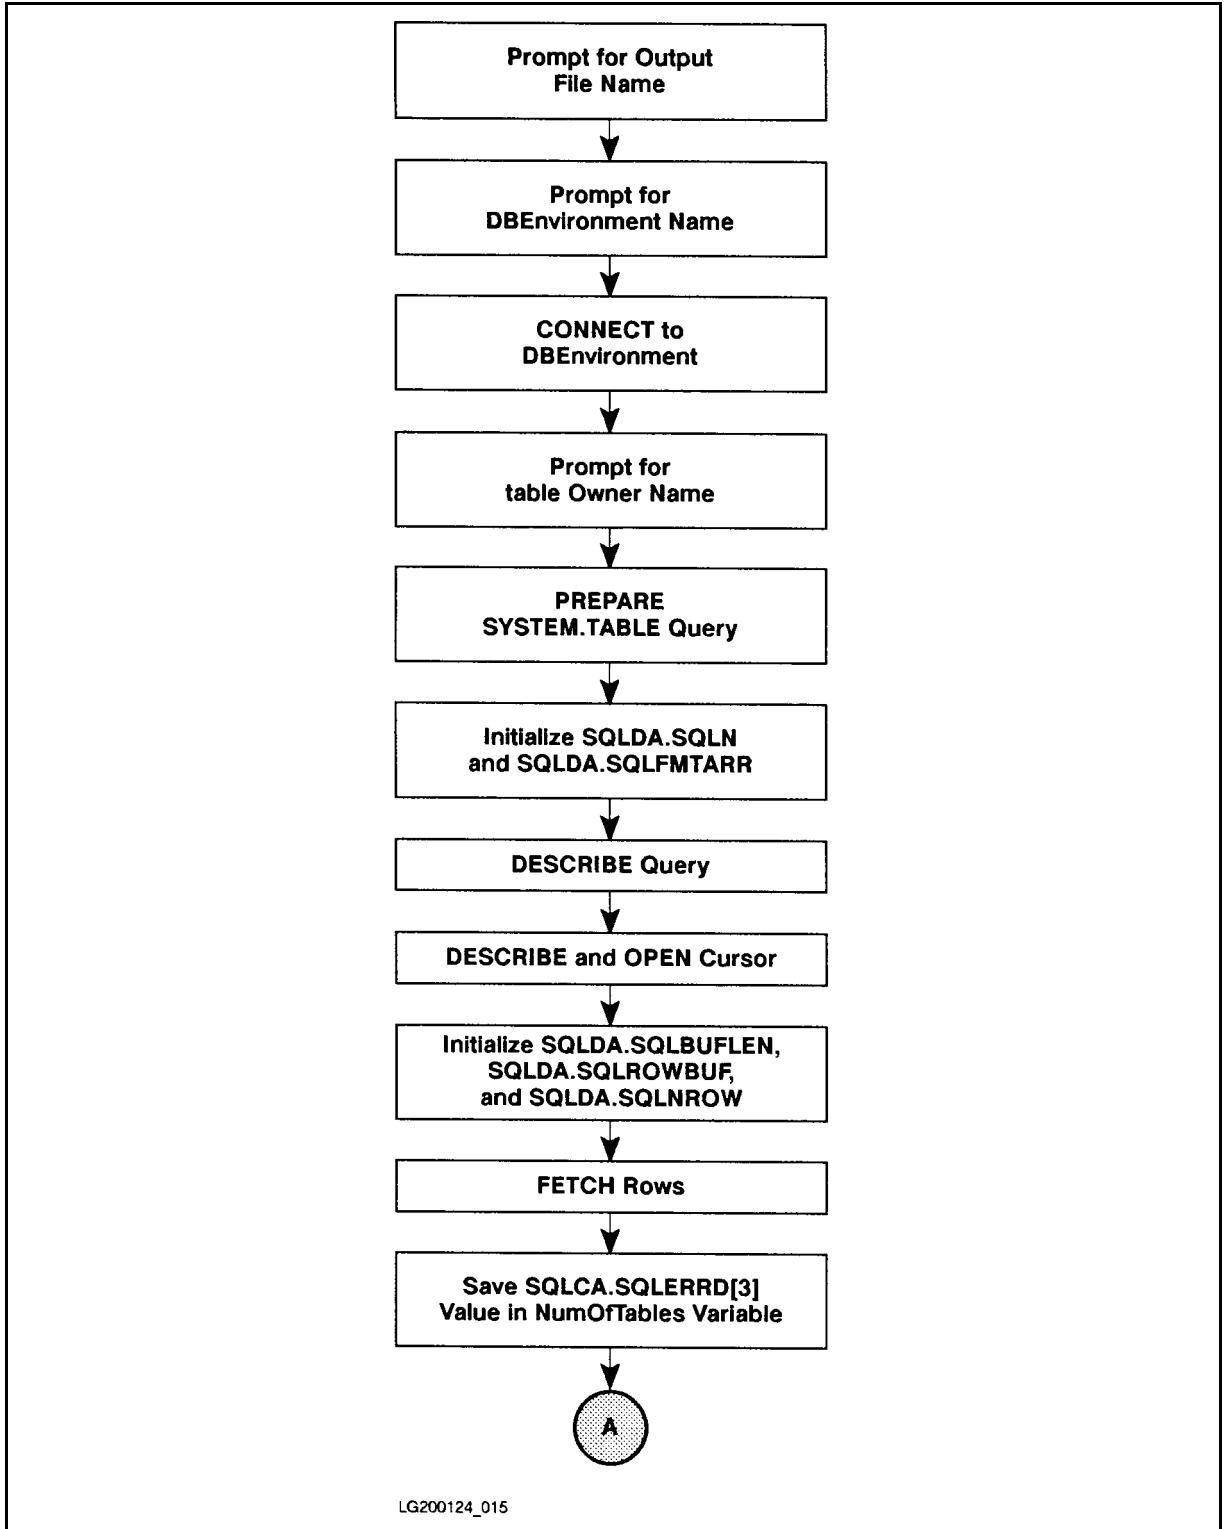 Prompt for Output
File Name
Prompt for
DBEnvironment Name
CONNECT to
DBEnvironment
Prompt for
table Owner Name
PREPARE
SYSTEM.TABLE Query
Initialize SQLDA.SQLN
and SQLDA.SQLFMTARR
DESCRIBE Query
DESCRIBE and OPEN Cursor
Initialize SQLDA.SQLBUFLEN,
SQLDA.SQLROWBUF,
and SQLDA.SQLNROW
FETCH Rows
Save SQLCA.SQLERRD[3]
Value in NumOfTables Variable
A
LG200124_015